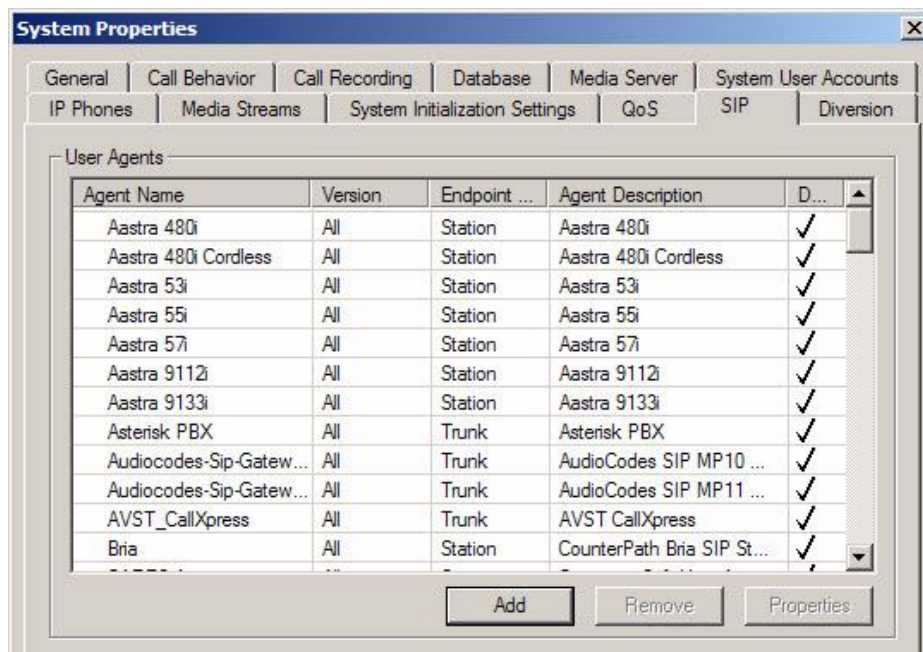 System Properties
General Call Behavior Call Recording Database Media Server System User Accounts
IP Phones Media Streams System Initialization Settings QoS SIP Diversion
User Agents
Agent Name Version Endpoint ... Agent Description D...
Aastra 480i All Station Aastra 480i
Aastra 480i Cordless All Station Aastra 480i Cordless
Aastra 53i All Station Aastra 53i
Aastra 55i All Station Aastra 55i
Aastra 57i All Station Aastra 57i
Aastra 9112i All Station Aastra 9112i
Aastra 9133i All Station Aastra 9133i
Asterisk PBX All Trunk Asterisk PBX
Audiocodes-Sip-Gatew... All Trunk AudioCodes SIP MP10 ...
Audiocodes-Sip-Gatew... All Trunk AudioCodes SIP MP11 ...
AVST_CallXpress All Trunk AVST CallXpress
Bria All Station CounterPath Bria SIP St...
Add Remove Properties